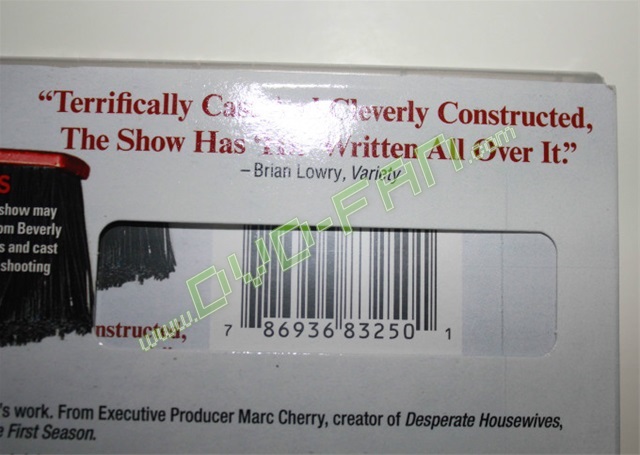 “Terrifically Cleverly Constructed,
The Show Has ‘Hit’ Written All Over It.”
– Brian Lowry, Variety
s
show may
om Beverly
s and cast
shooting
www.DVD-FAN.com
7 86936 83250 1
nstructed,
’s work. From Executive Producer Marc Cherry, creator of Desperate Housewives,
e First Season.